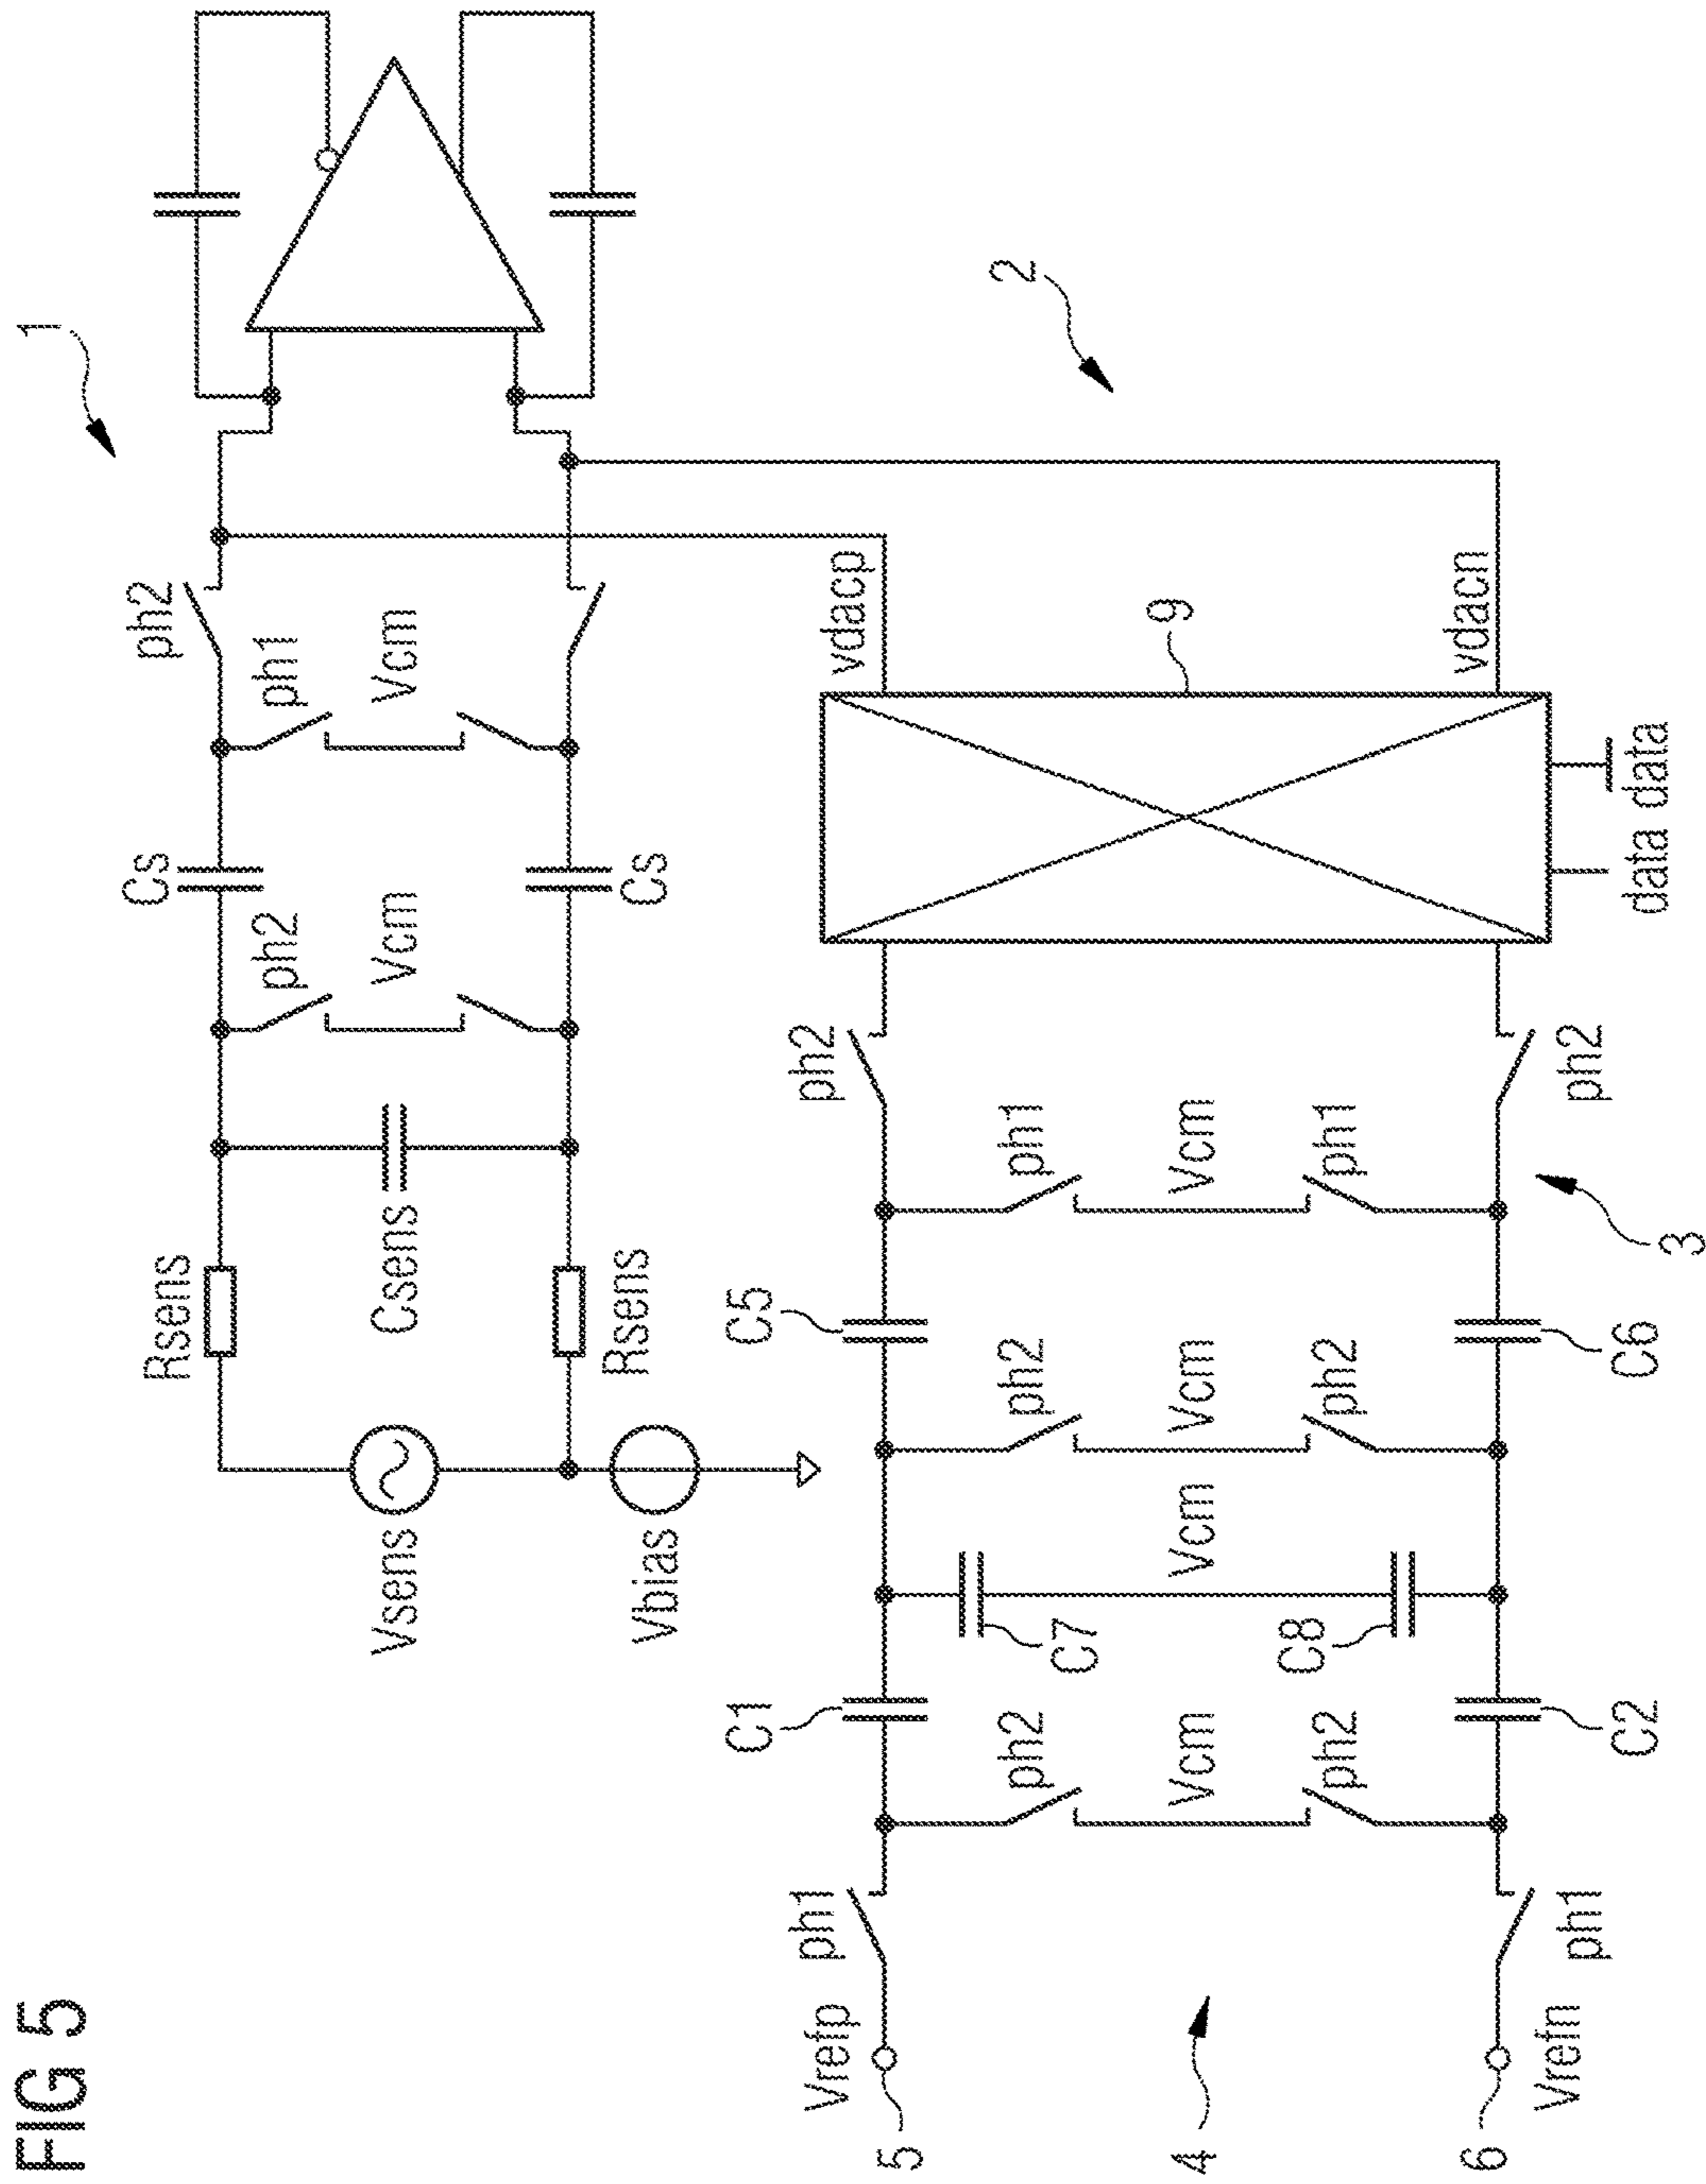 FIG 5
1
Rsens
Cs
ph2
ph2
ph1
Vsens
Csens
Vcm
Vcm
Vbias
Rsens
Cs
2
C1
C5
Vrefp
ph1
ph2
vdacp
5
ph2
ph2
ph1
C7
4
Vcm
Vcm
Vcm
Vcm
9
C8
ph2
ph2
ph1
6
vdacn
Vrefn
ph1
ph2
C2
C6
data data
3